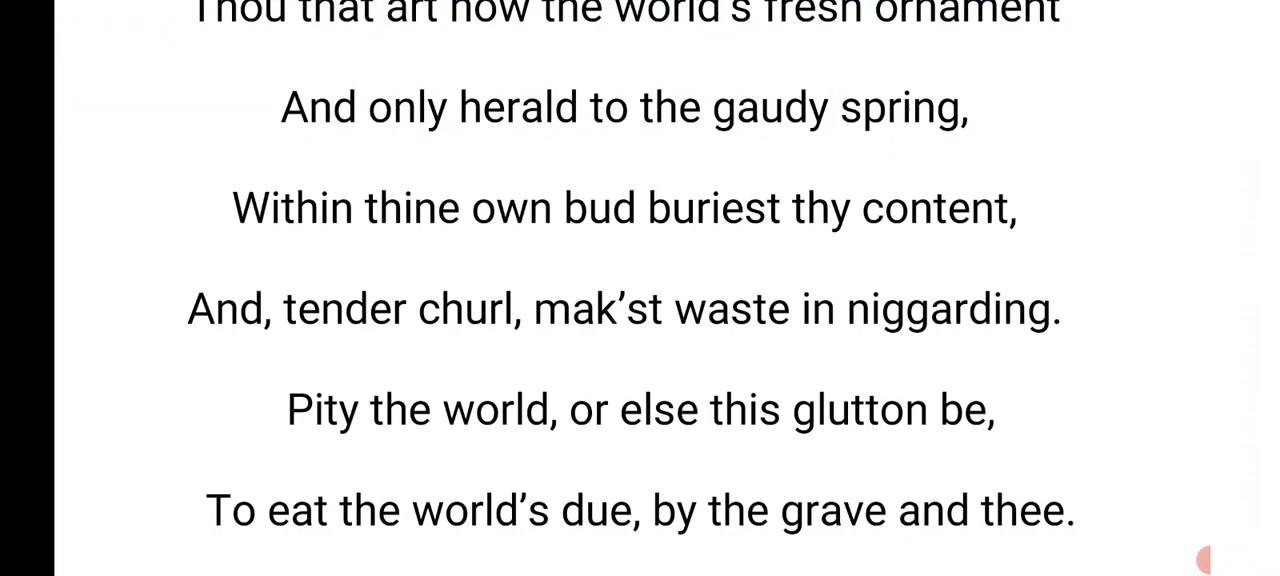 Thou that art now the world's fresh ornament
And only herald to the gaudy spring,
Within thine own bud buriest thy content,
And, tender churl, mak’st waste in niggarding.
Pity the world, or else this glutton be,
To eat the world’s due, by the grave and thee.